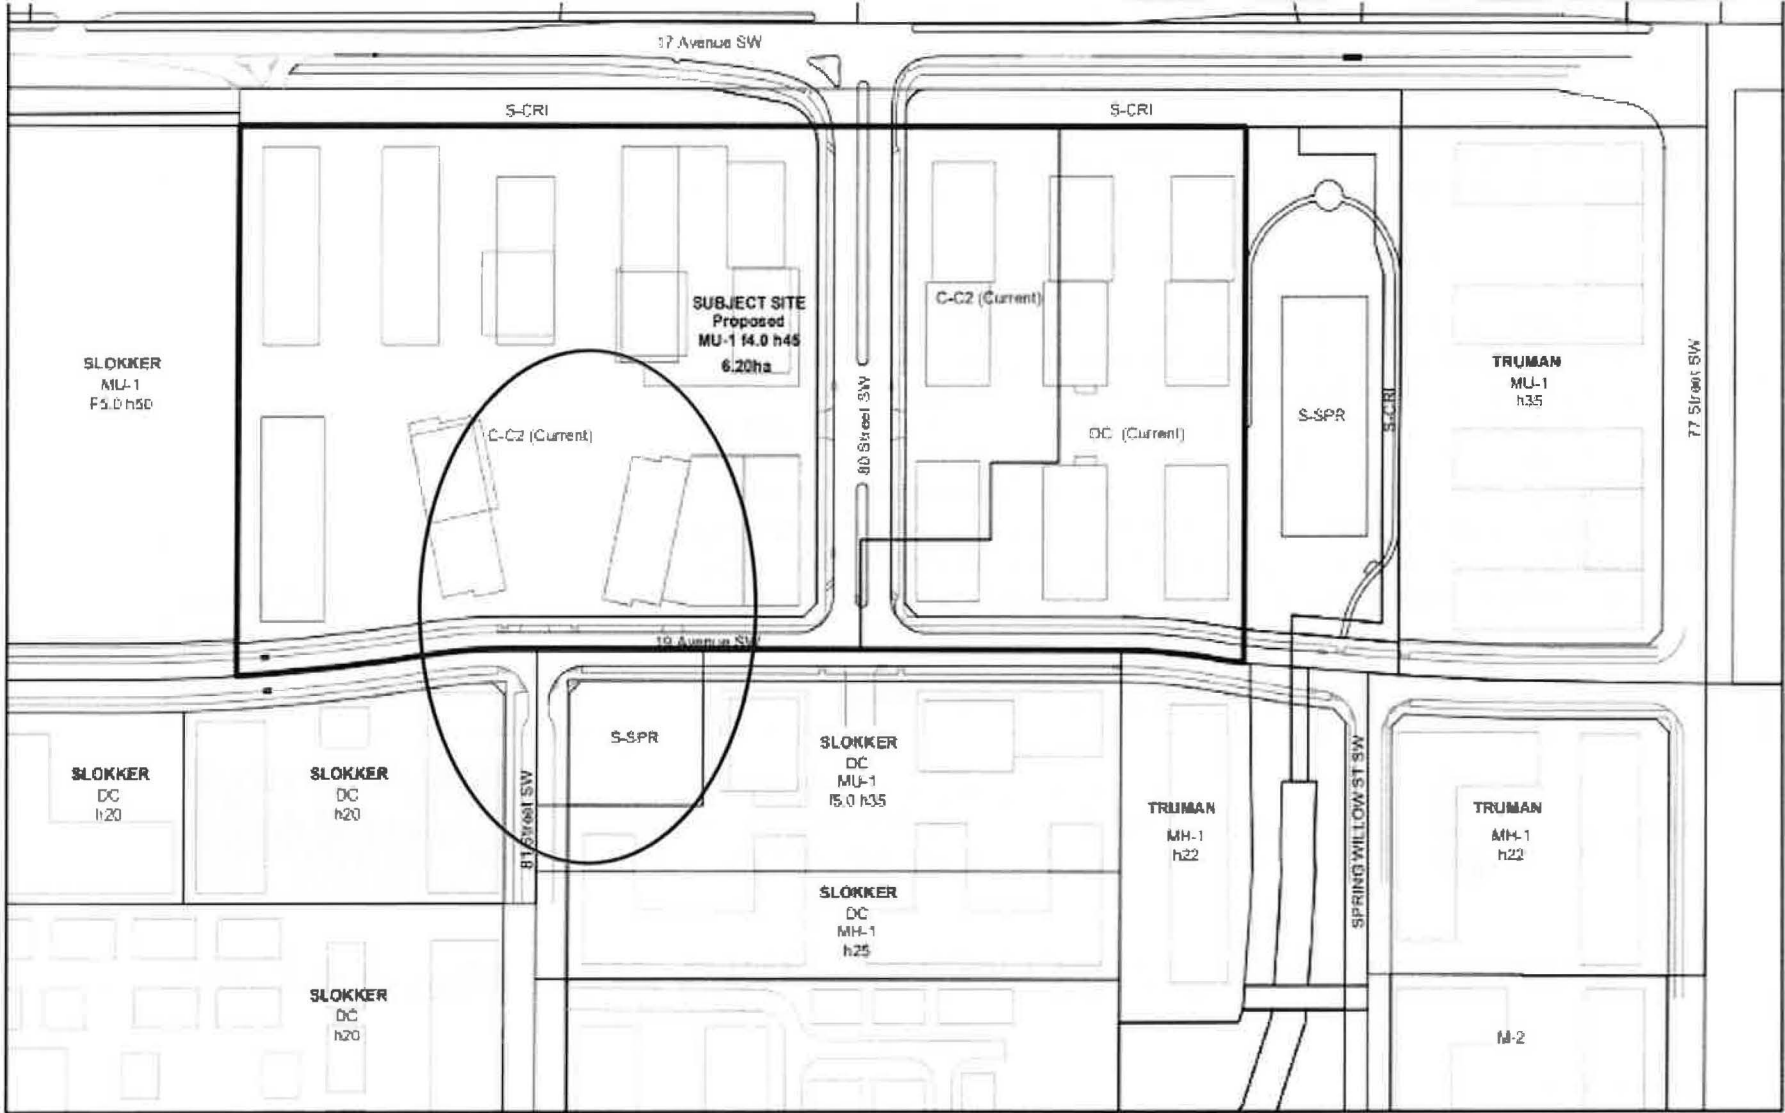 17 Avenue SW
S-CRI
S-CRI
SUBJECT SITE
Proposed
MU-1 f4.0 h45
6.20ha
C-C2 (Current)
SLOKKER
MU-1
F5.0 h50
TRUMAN
MU-1
h35
80 Street SW
S-SPR
S-CRI
77 Street SW
C-C2 (Current)
DC (Current)
19 Avenue SW
S-SPR
SLOKKER
DC
MU-1
f5.0 h35
SLOKKER
DC
h20
SLOKKER
DC
h20
81 Street SW
TRUMAN
MH-1
h22
SPRING WILLOW ST SW
TRUMAN
MH-1
h22
SLOKKER
DC
MH-1
h25
SLOKKER
DC
h20
M-2